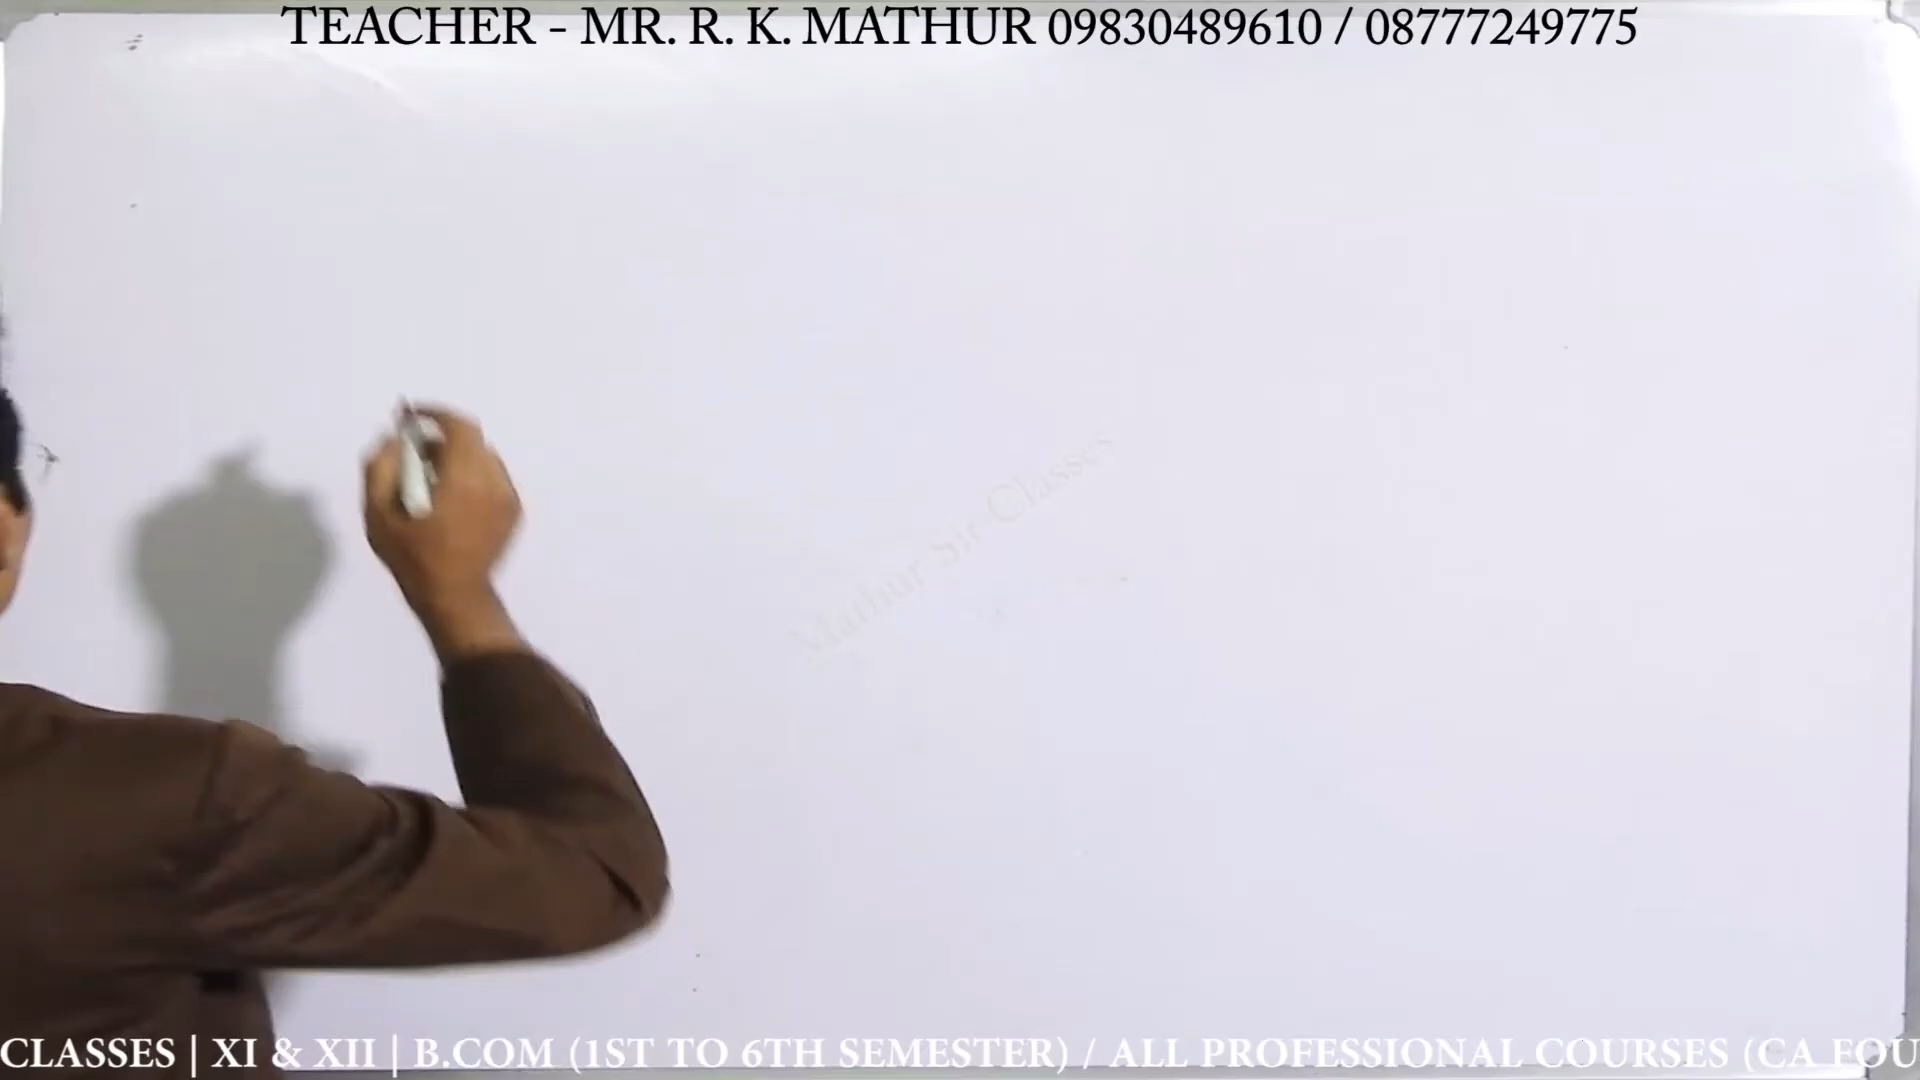 TEACHER - MR. R. K. MATHUR 09830489610 / 08777249775
Mathur Sir Classes
CLASSES | XI & XII | B.COM (1ST TO 6TH SEMESTER) / ALL PROFESSIONAL COURSES (CA FOU